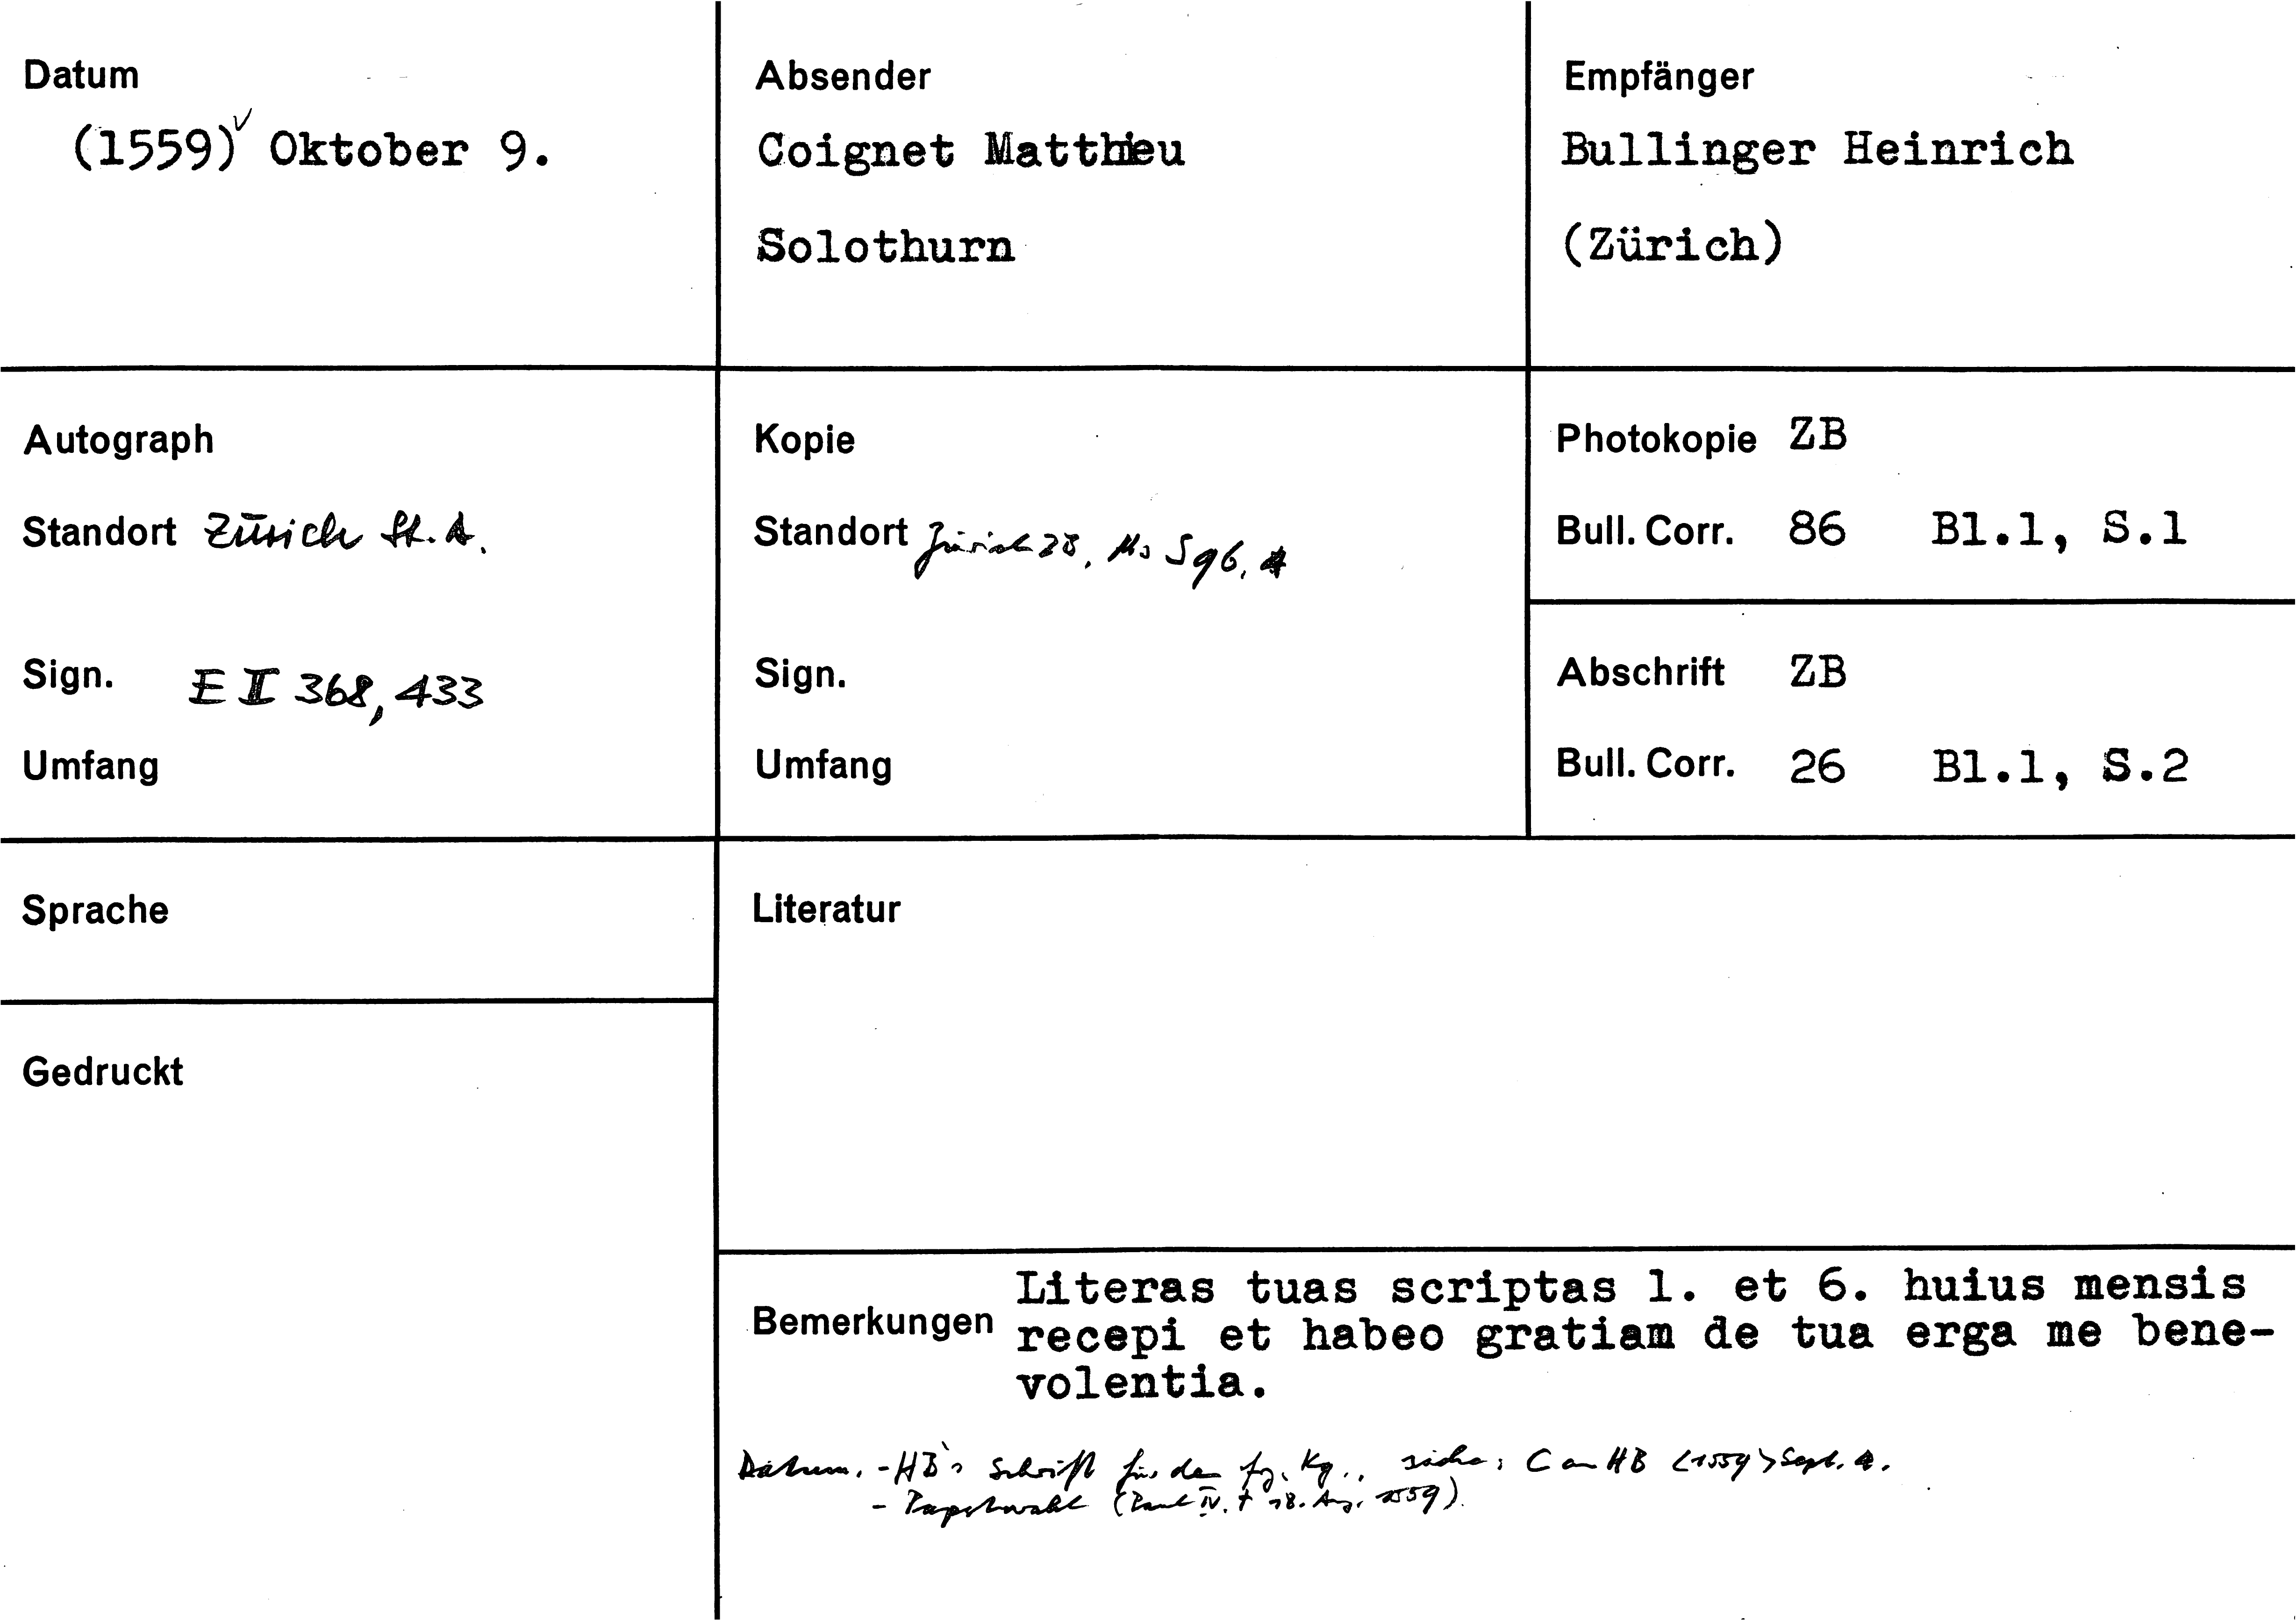 Datum
(1559) Oktober 9.
Absender
Coignet Matthieu
Solothurn
Empfänger
Bullinger Heinrich
(Zürich)
Autograph
Standort Zürich St.A.
Sign. E II 368, 433
Umfang
Kopie
Standort Zürich ZB, Ms S 96,
Sign.
Umfang
Photokopie ZB
Bull. Corr. 86 Bl.1, S.1
Abschrift ZB
Bull. Corr. 26 Bl.1, S.2
Sprache
Literatur
Gedruckt
Bemerkungen
Literas tuas scriptas 1. et 6. huius mensis
recepi et habeo gratiam de tua erga me bene-
volentia.
Datum. - HB's Schrift für den fz. Kg., siehe: C an HB <1559> Sept. 4.
- Papstwahl (Paul IV. † 18. Aug. 1559).